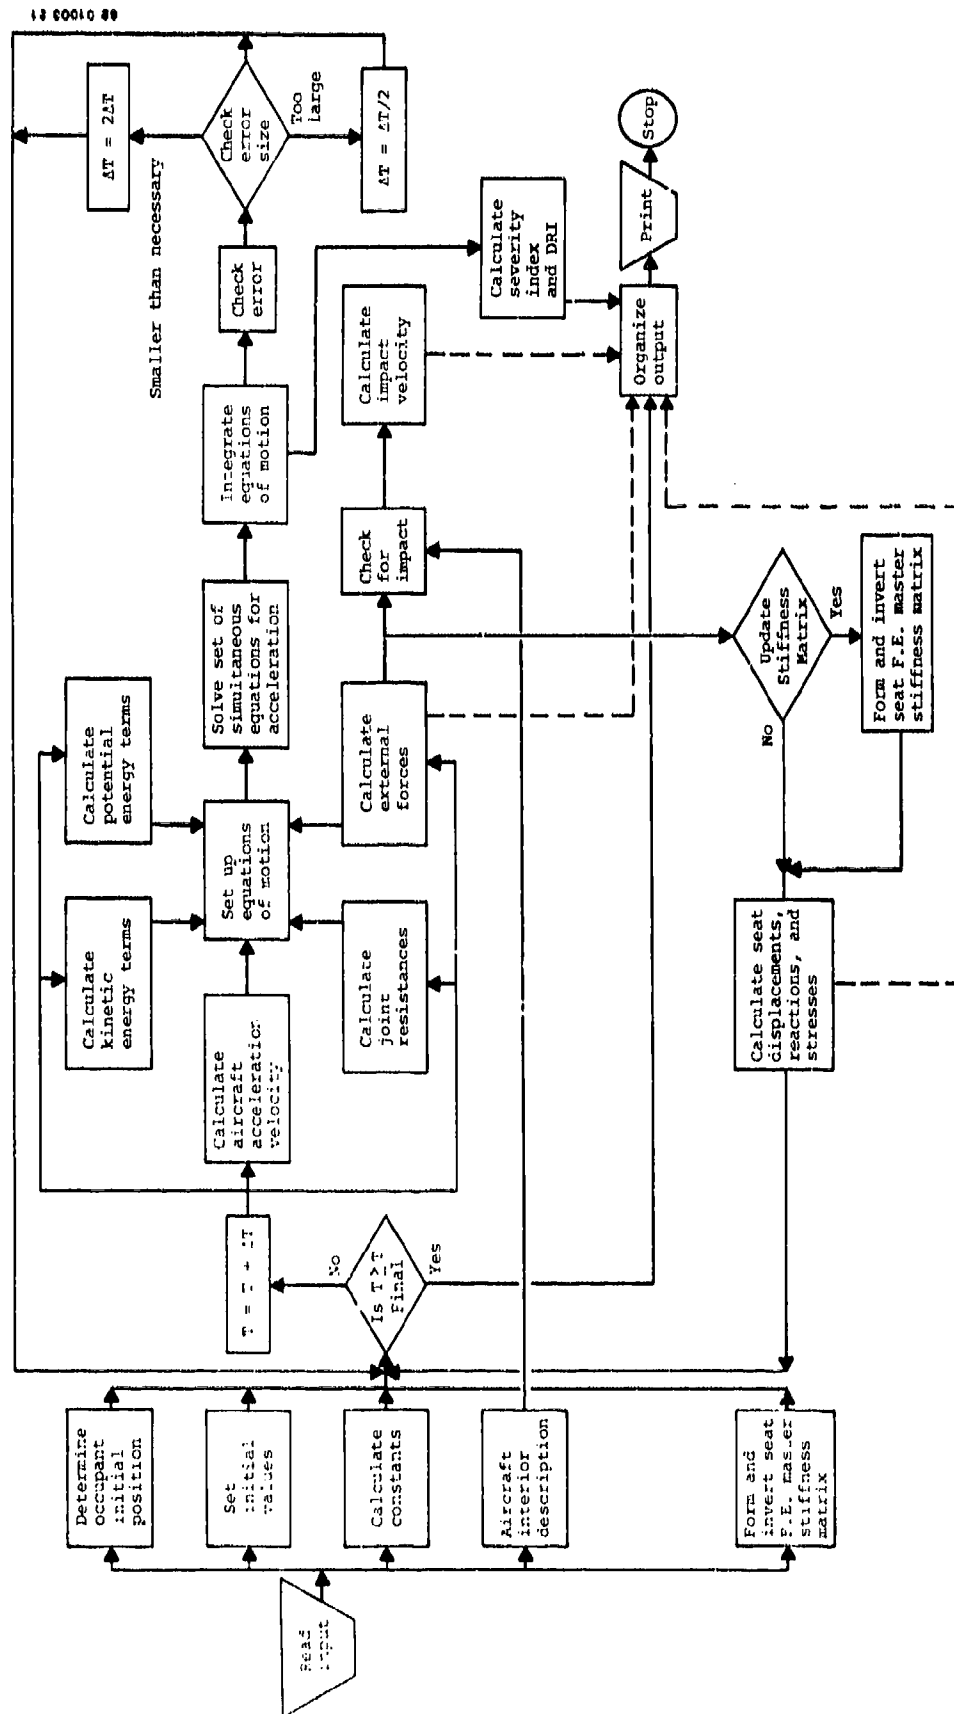 82 01003 21
Read
input
Determine
occupant
initial
position
Set
initial
values
Calculate
constants
Aircraft
interior
description
Form and
invert seat
F.E. master
stiffness
matrix
Is T > T
Final
No
Yes
Calculate
aircraft
acceleration
velocity
Calculate
kinetic
energy terms
Calculate
potential
energy terms
Calculate
joint
resistances
Calculate
external
forces
Set up
equations
of motion
Solve set of
simultaneous
equations for
acceleration
Integrate
equations
of motion
Check
error
Check
error
size
Smaller than necessary
ΔT = 2ΔT
Too
large
ΔT = ΔT/2
Check
for
impact
Calculate
impact
velocity
Calculate
severity
index
and DRI
Organize
output
Print
Stop
Update
Stiffness
Matrix
No
Yes
Form and invert
seat F.E. master
stiffness matrix
Calculate seat
displacements,
reactions, and
stresses